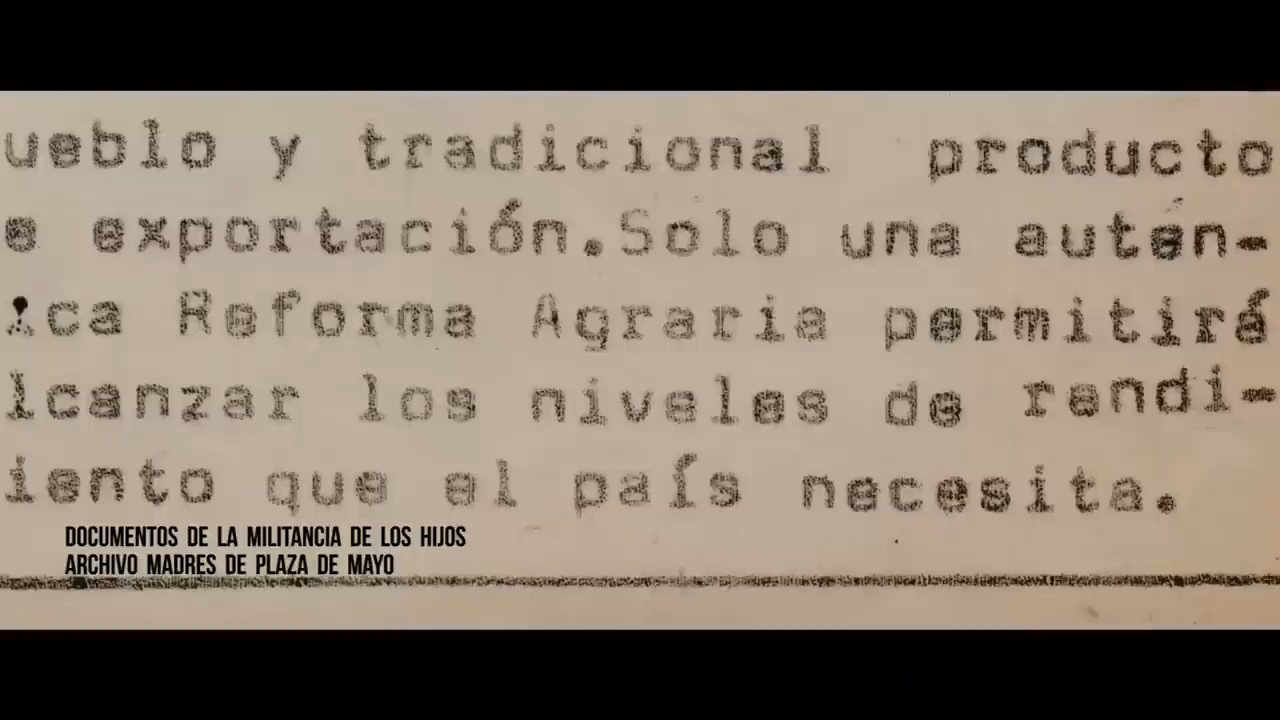 ueblo y tradicional producto
e exportación.Solo una autén-
ica Reforma Agraria permitirá
lcanzar los niveles de rendi-
iento que el país necesita.
DOCUMENTOS DE LA MILITANCIA DE LOS HIJOS
ARCHIVO MADRES DE PLAZA DE MAYO